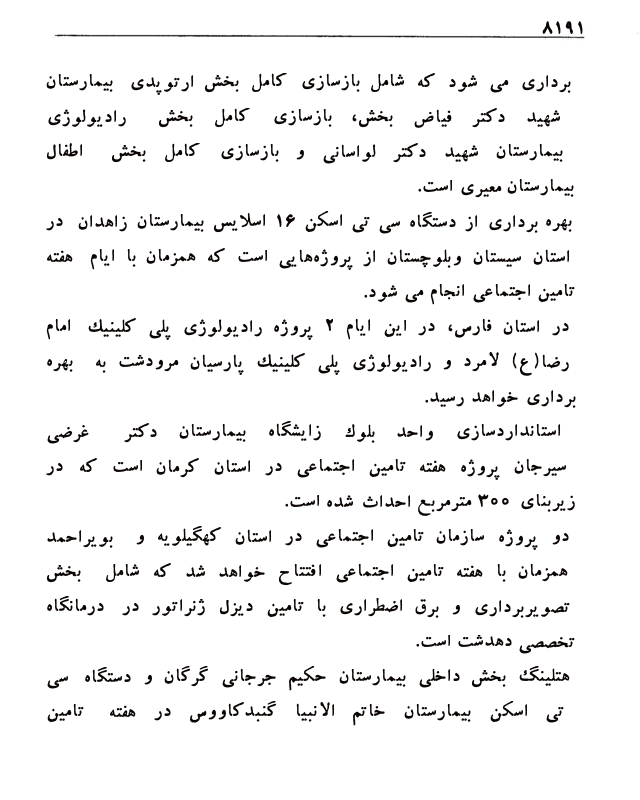 ۸۱۹۱
برداری می شود که شامل بازسازی کامل بخش ارتوپدی بیمارستان
شهید دکتر فیاض بخش، بازسازی کامل بخش رادیولوژی
بیمارستان شهید دکتر لواسانی و بازسازی کامل بخش اطفال
بیمارستان معیری است.
بهره برداری از دستگاه سی تی اسکن ۱۶ اسلایس بیمارستان زاهدان در
استان سیستان وبلوچستان از پروژه‌هایی است که همزمان با ایام هفته
تامین اجتماعی انجام می شود.
در استان فارس، در این ایام ۲ پروژه رادیولوژی پلی کلینیك امام
رضا(ع) لامرد و رادیولوژی پلی کلینیك پارسیان مرودشت به بهره
برداری خواهد رسید.
استانداردسازی واحد بلوك زایشگاه بیمارستان دکتر غرضی
سیرجان پروژه هفته تامین اجتماعی در استان کرمان است که در
زیربنای ۳۰۰ مترمربع احداث شده است.
دو پروژه سازمان تامین اجتماعی در استان کهگیلویه و بویراحمد
همزمان با هفته تامین اجتماعی افتتاح خواهد شد که شامل بخش
تصویربرداری و برق اضطراری با تامین دیزل ژنراتور در درمانگاه
تخصصی دهدشت است.
هتلینگ بخش داخلی بیمارستان حکیم جرجانی گرگان و دستگاه سی
تی اسکن بیمارستان خاتم الانبیا گنبدکاووس در هفته تامین